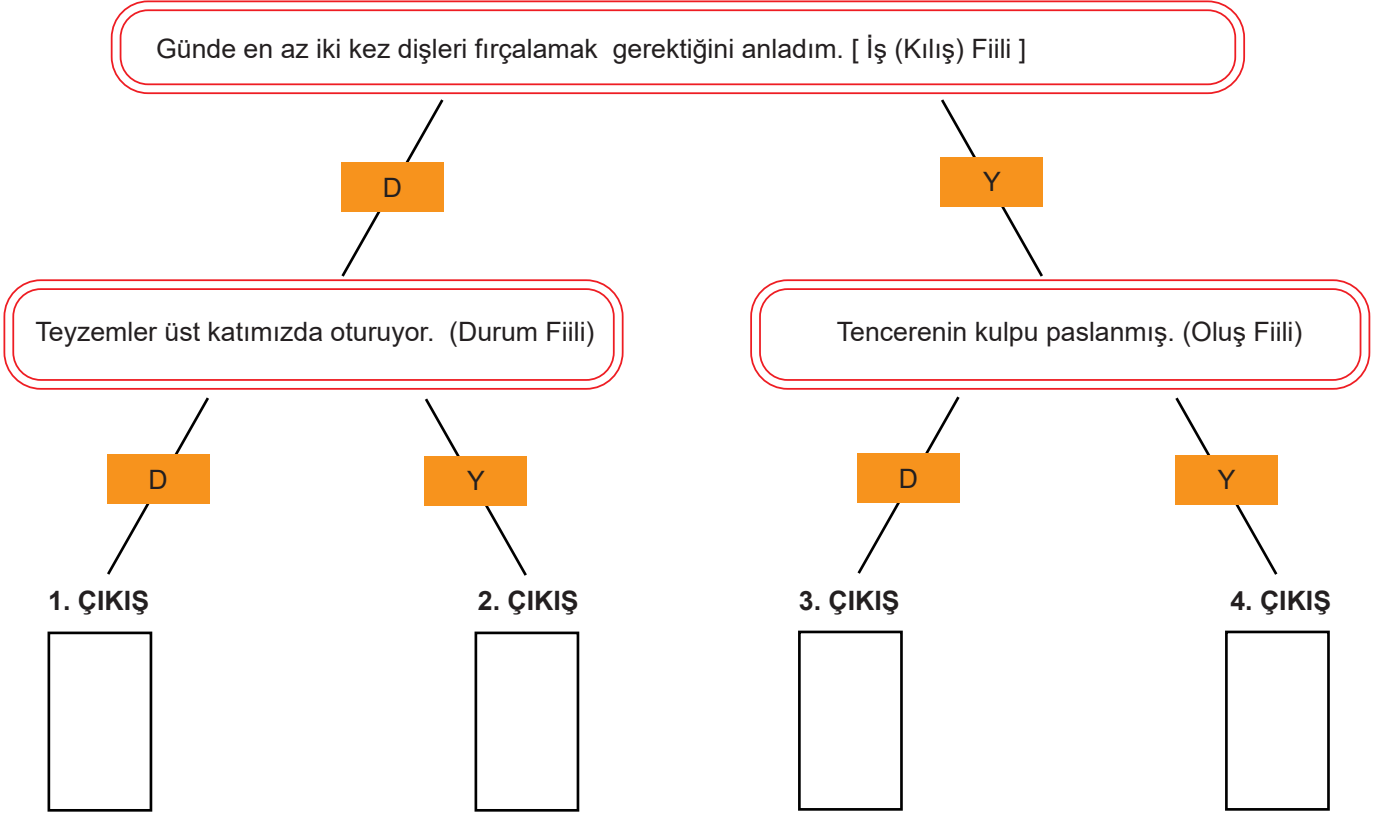 Günde en az iki kez dişleri fırçalamak  gerektiğini anladım. [ İş (Kılış) Fiili ]
D
Y
Teyzemler üst katımızda oturuyor.  (Durum Fiili)
Tencerenin kulpu paslanmış. (Oluş Fiili)
D
Y
D
Y
1. ÇIKIŞ
2. ÇIKIŞ
3. ÇIKIŞ
4. ÇIKIŞ